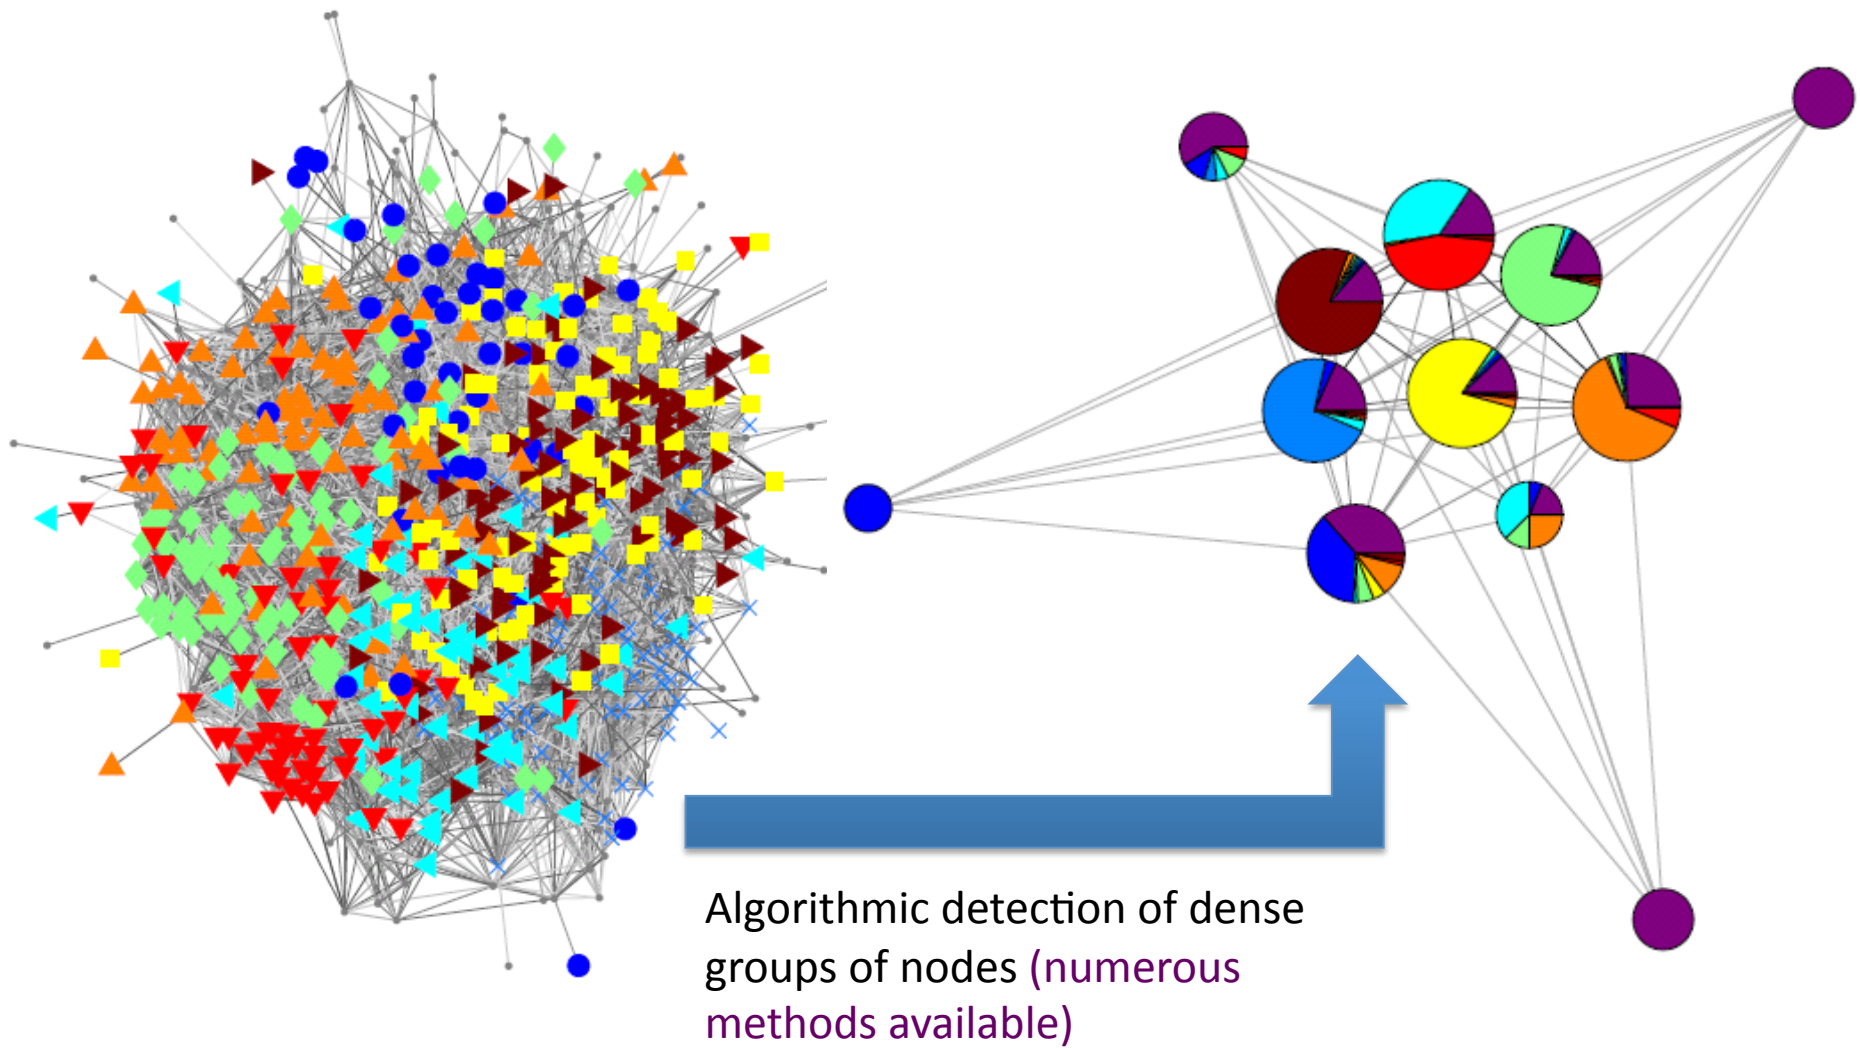 Algorithmic detection of dense
groups of nodes (numerous
methods available)